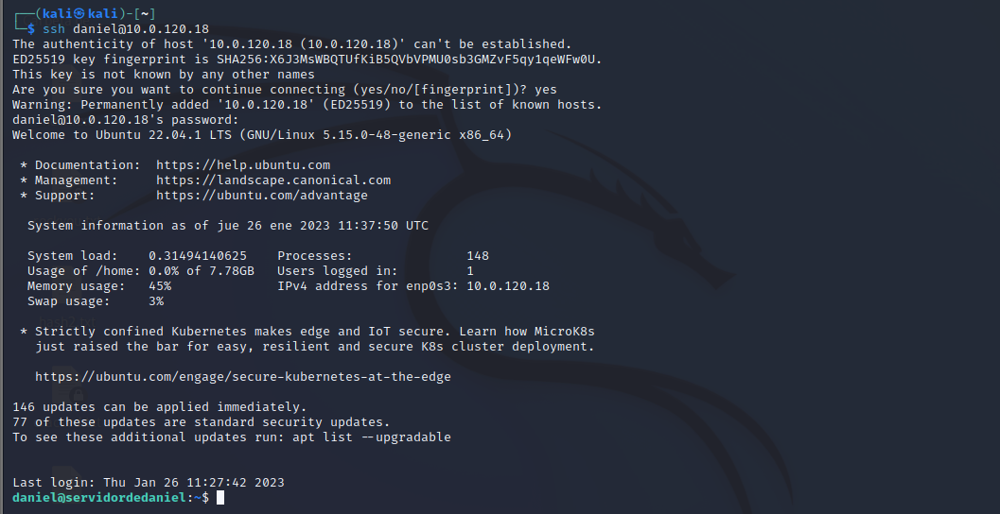 ┌──(kali㉿kali)-[~]
└─$ ssh daniel@10.0.120.18
The authenticity of host '10.0.120.18 (10.0.120.18)' can't be established.
ED25519 key fingerprint is SHA256:X6J3MsWBQTUfKiB5QVbVPMU0sb3GMZvF5qy1qeWFw0U.
This key is not known by any other names
Are you sure you want to continue connecting (yes/no/[fingerprint])? yes
Warning: Permanently added '10.0.120.18' (ED25519) to the list of known hosts.
daniel@10.0.120.18's password:
Welcome to Ubuntu 22.04.1 LTS (GNU/Linux 5.15.0-48-generic x86_64)
* Documentation:  https://help.ubuntu.com
* Management:     https://landscape.canonical.com
* Support:        https://ubuntu.com/advantage
System information as of jue 26 ene 2023 11:37:50 UTC
System load:    0.31494140625    Processes:               148
Usage of /home: 0.0% of 7.78GB   Users logged in:         1
Memory usage:   45%              IPv4 address for enp0s3: 10.0.120.18
Swap usage:     3%
* Strictly confined Kubernetes makes edge and IoT secure. Learn how MicroK8s
just raised the bar for easy, resilient and secure K8s cluster deployment.
https://ubuntu.com/engage/secure-kubernetes-at-the-edge
146 updates can be applied immediately.
77 of these updates are standard security updates.
To see these additional updates run: apt list --upgradable
Last login: Thu Jan 26 11:27:42 2023
daniel@servidordedaniel:~$